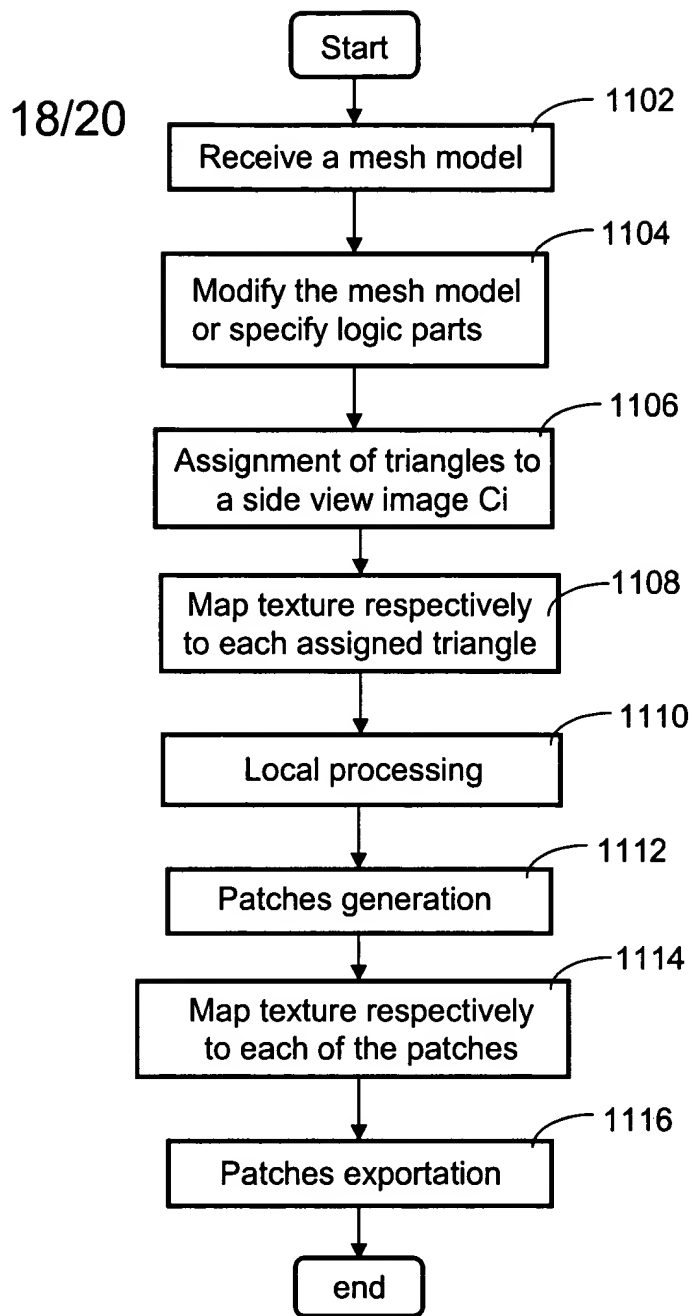 Start
18/20
1102
Receive a mesh model
1104
Modify the mesh model
or specify logic parts
1106
Assignment of triangles to
a side view image Ci
1108
Map texture respectively
to each assigned triangle
1110
Local processing
1112
Patches generation
1114
Map texture respectively
to each of the patches
1116
Patches exportation
end